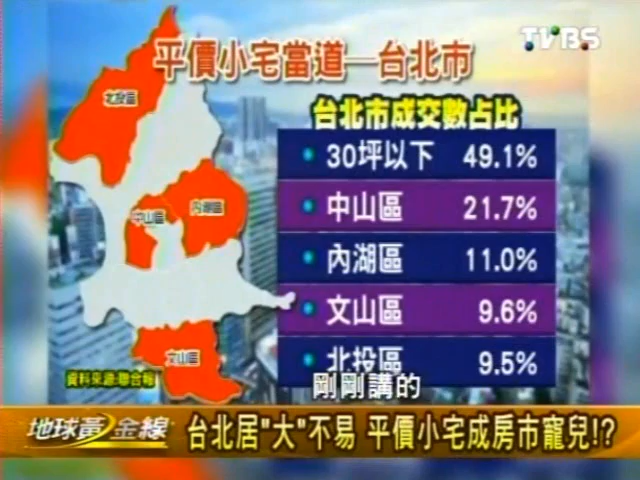 平價小宅當道—台北市
TVBS
台北市成交數占比
30坪以下 49.1%
中山區 21.7%
內湖區 11.0%
文山區 9.6%
北投區 9.5%
北投區
內湖區
中山區
文山區
資料來源:聯合報
剛剛講的
地球黃金線
台北居"大"不易 平價小宅成房市寵兒!?